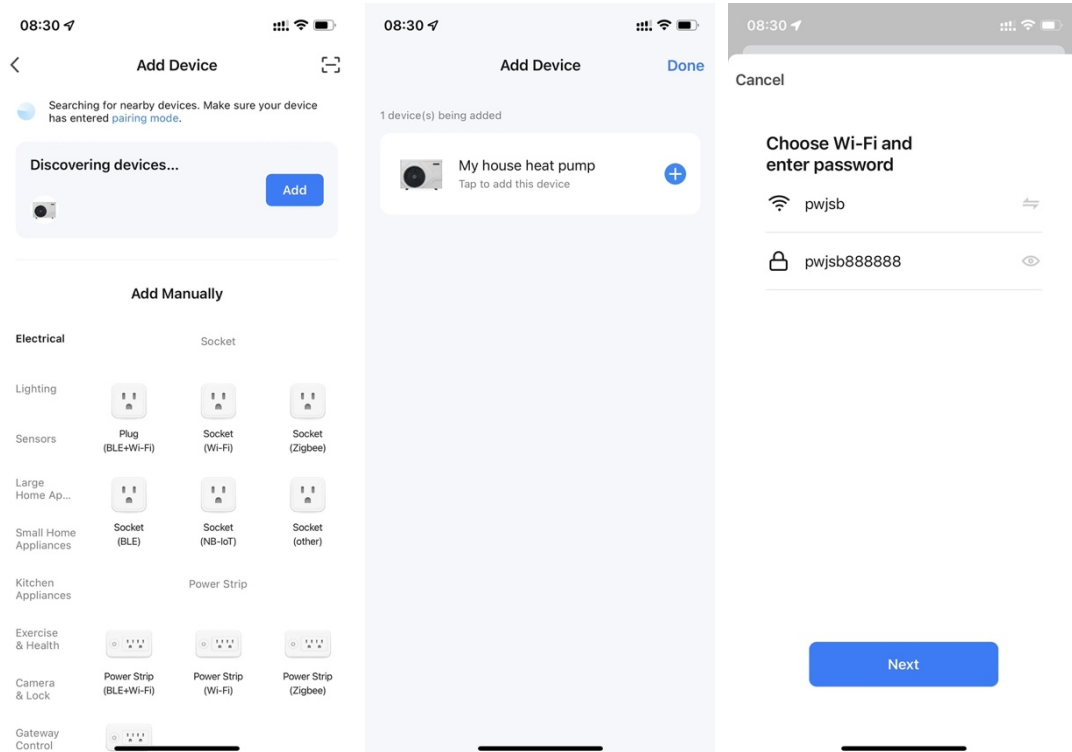 08:30
Add Device
Searching for nearby devices. Make sure your device
has entered pairing mode.
Discovering devices...
Add
Add Manually
Electrical
Socket
Lighting
Plug
(BLE+Wi-Fi)
Socket
(Wi-Fi)
Socket
(Zigbee)
Sensors
Large
Home Ap...
Socket
(BLE)
Socket
(NB-IoT)
Socket
(other)
Small Home
Appliances
Kitchen
Appliances
Power Strip
Exercise
& Health
Power Strip
(BLE+Wi-Fi)
Power Strip
(Wi-Fi)
Power Strip
(Zigbee)
Camera
& Lock
Gateway
Control
08:30
Add Device
Done
1 device(s) being added
My house heat pump
Tap to add this device
08:30
Cancel
Choose Wi-Fi and
enter password
pwjsb
pwjsb888888
Next